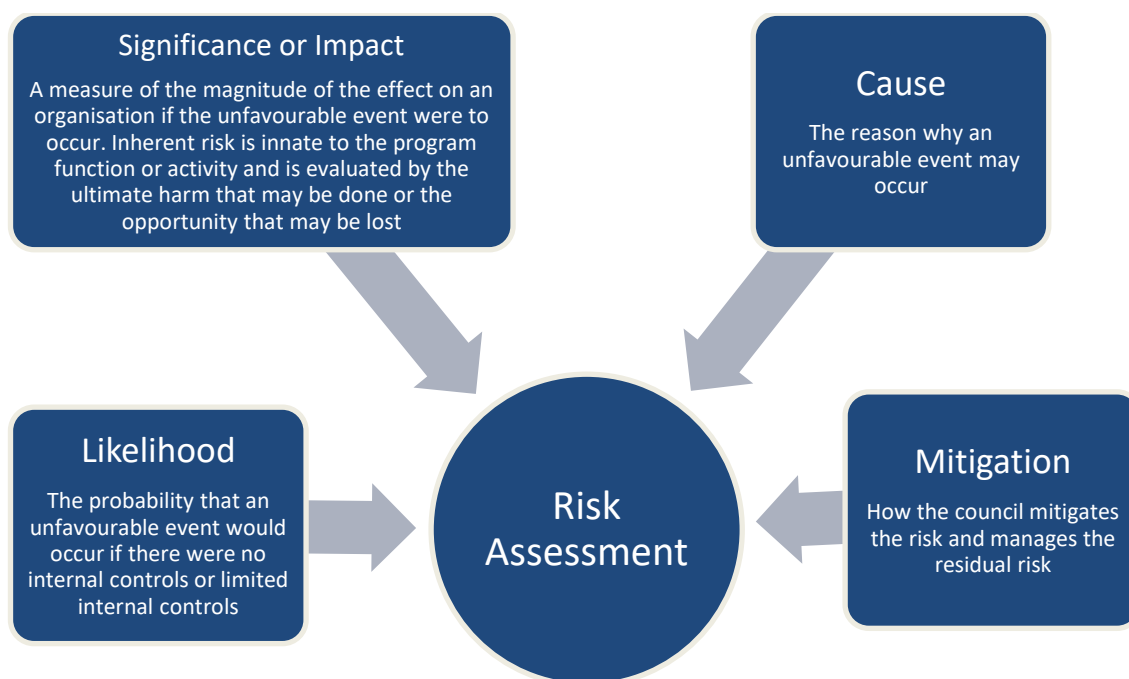 Significance or Impact
A measure of the magnitude of the effect on an
organisation if the unfavourable event were to
occur. Inherent risk is innate to the program
function or activity and is evaluated by the
ultimate harm that may be done or the
opportunity that may be lost
Cause
The reason why an
unfavourable event may
occur
Likelihood
The probability that an
unfavourable event would
occur if there were no
internal controls or limited
internal controls
Risk
Assessment
Mitigation
How the council mitigates
the risk and manages the
residual risk